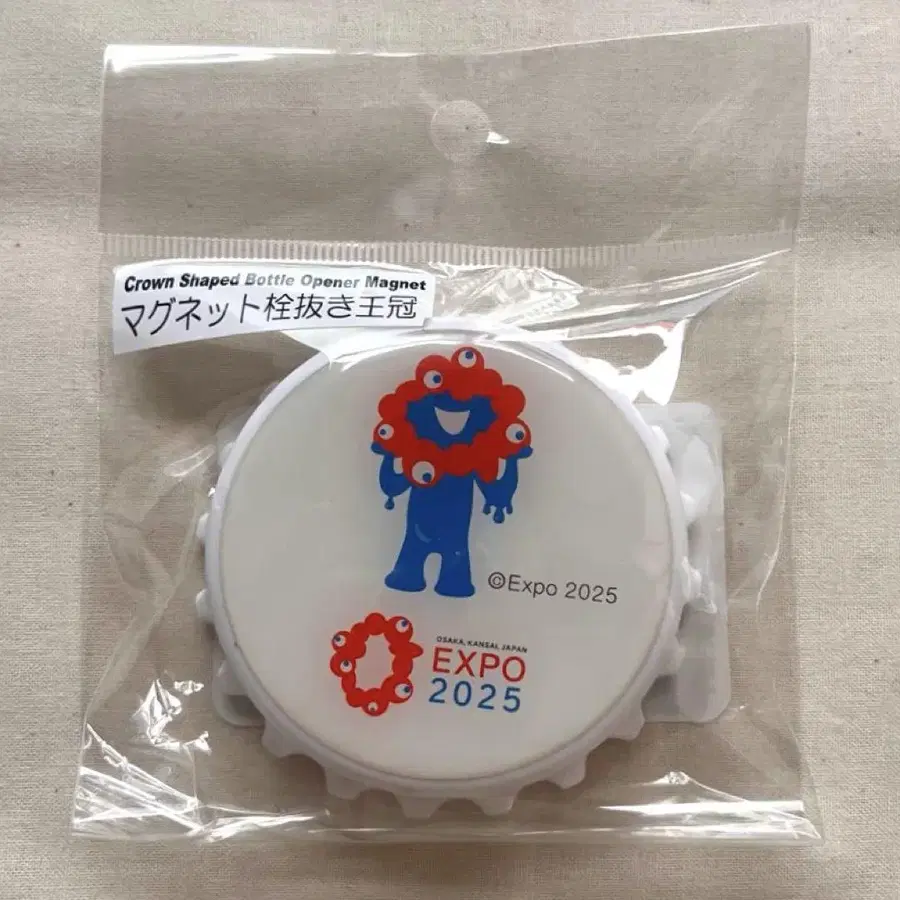 Crown Shaped Bottle Opener Magnet
マグネット栓抜き王冠
©Expo 2025
OSAKA, KANSAI, JAPAN
EXPO
2025